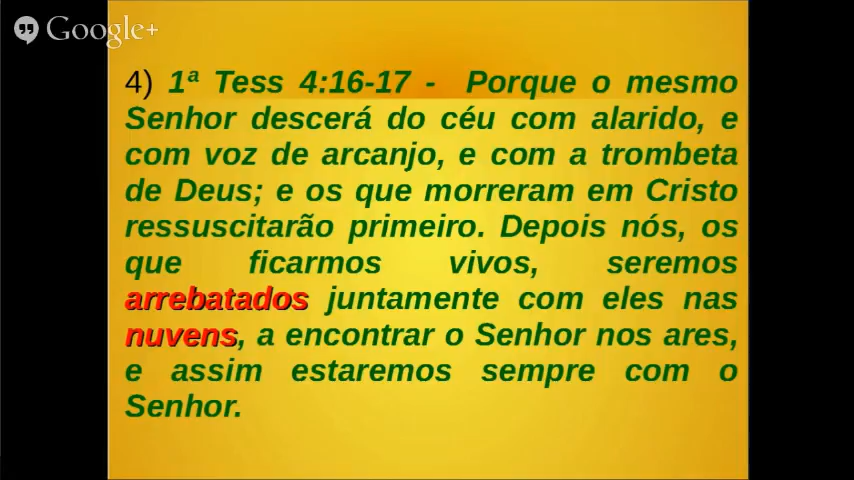 Google+
4) 1ª Tess 4:16-17 - Porque o mesmo
Senhor descerá do céu com alarido, e
com voz de arcanjo, e com a trombeta
de Deus; e os que morreram em Cristo
ressuscitarão primeiro. Depois nós, os
que ficarmos vivos, seremos
arrebatados juntamente com eles nas
nuvens, a encontrar o Senhor nos ares,
e assim estaremos sempre com o
Senhor.